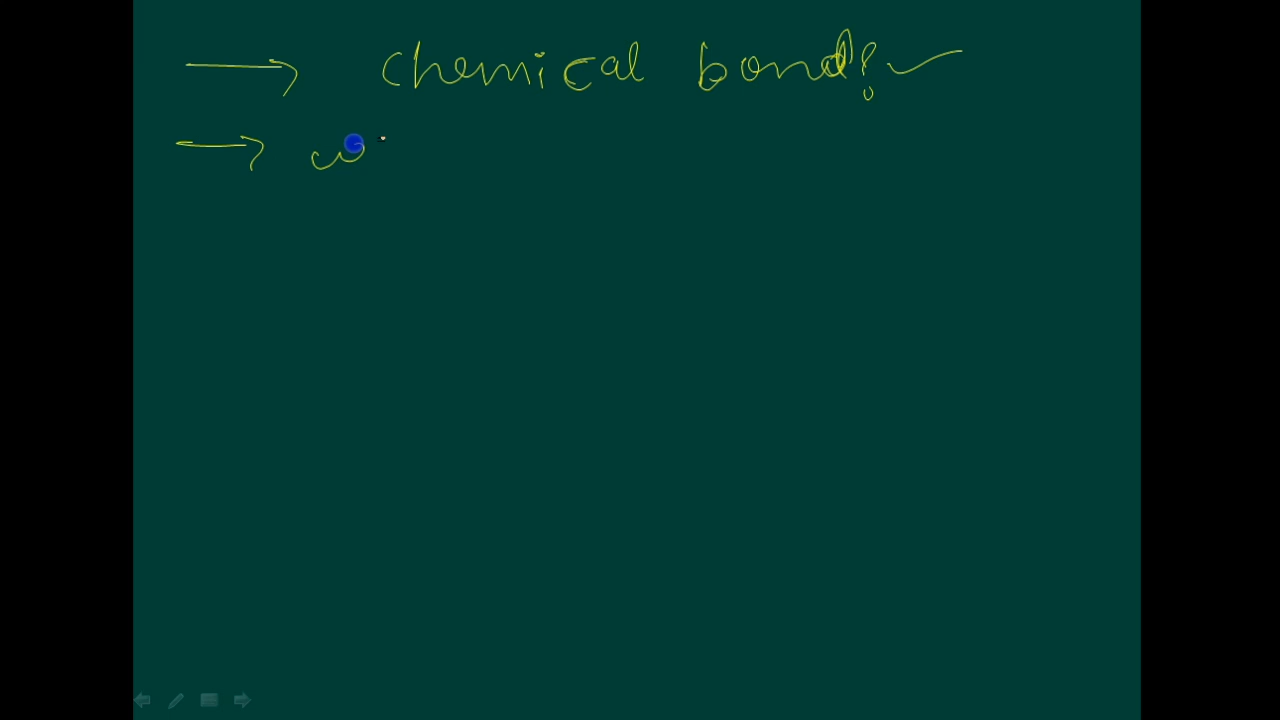 → chemical bond?
→ w